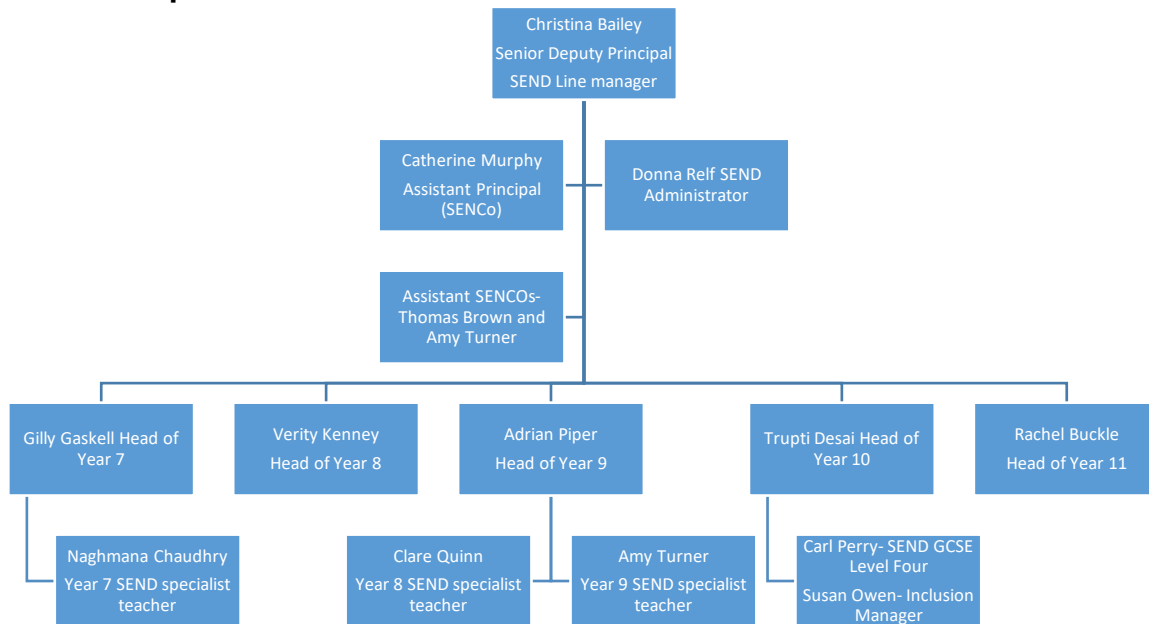 Christina Bailey
Senior Deputy Principal
SEND Line manager
Catherine Murphy
Assistant Principal
(SENCo)
Donna Relf SEND
Administrator
Assistant SENCOs-
Thomas Brown and
Amy Turner
Gilly Gaskell Head of
Year 7
Verity Kenney
Head of Year 8
Adrian Piper
Head of Year 9
Trupti Desai Head of
Year 10
Rachel Buckle
Head of Year 11
Naghmana Chaudhry
Year 7 SEND specialist
teacher
Clare Quinn
Year 8 SEND specialist
teacher
Amy Turner
Year 9 SEND specialist
teacher
Carl Perry- SEND GCSE
Level Four
Susan Owen- Inclusion
Manager